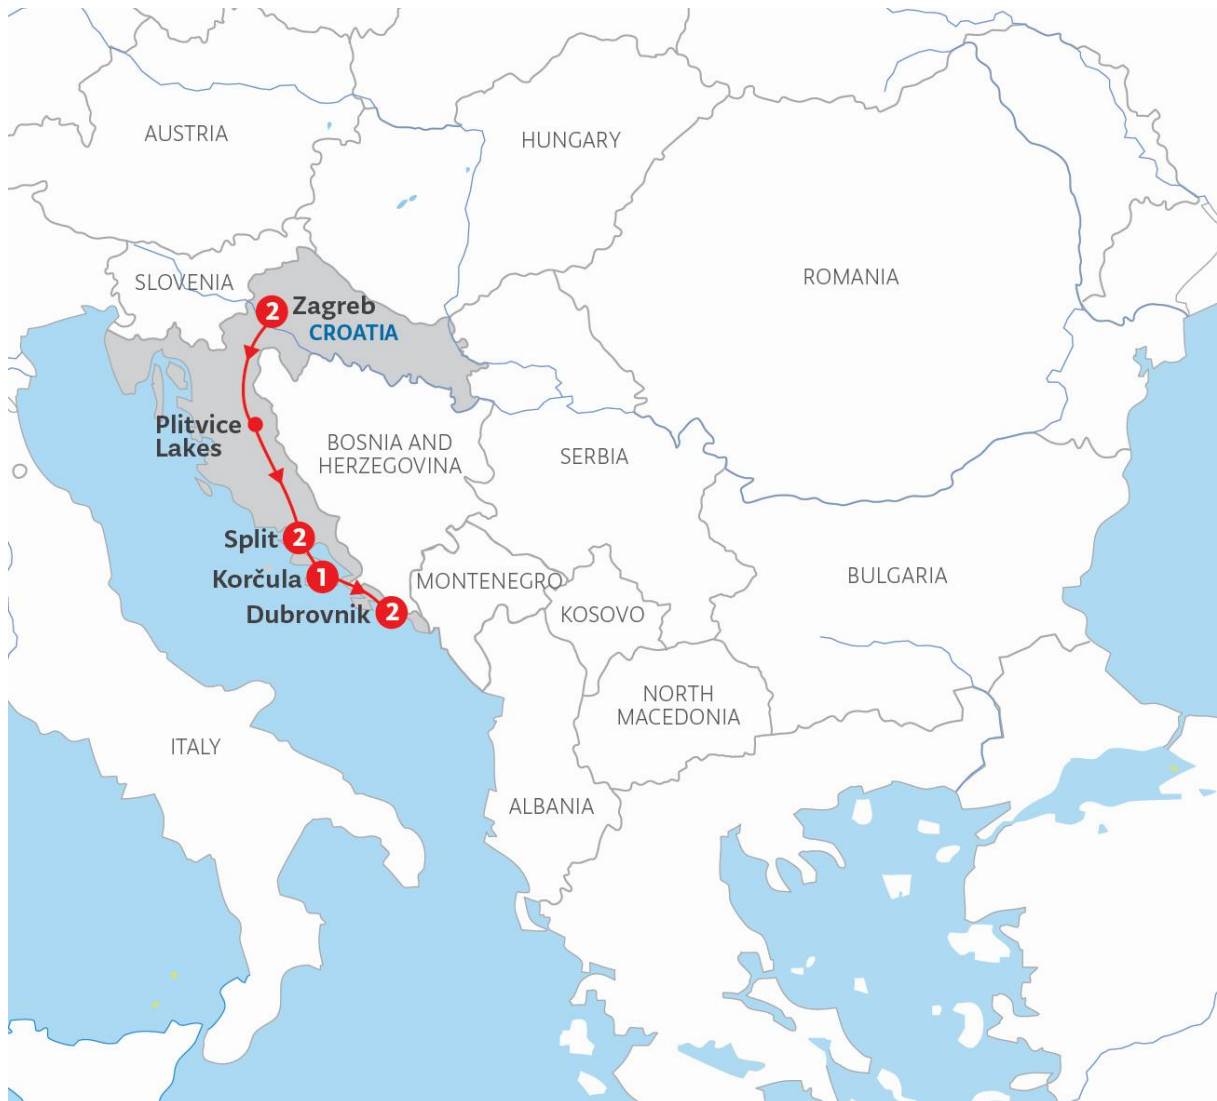 AUSTRIA
HUNGARY
SLOVENIA
ROMANIA
2 Zagreb
CROATIA
Plitvice
Lakes
BOSNIA AND
HERZEGOVINA
SERBIA
Split 2
Korčula 1
MONTENEGRO
BULGARIA
Dubrovnik 2
KOSOVO
NORTH
MACEDONIA
ITALY
ALBANIA